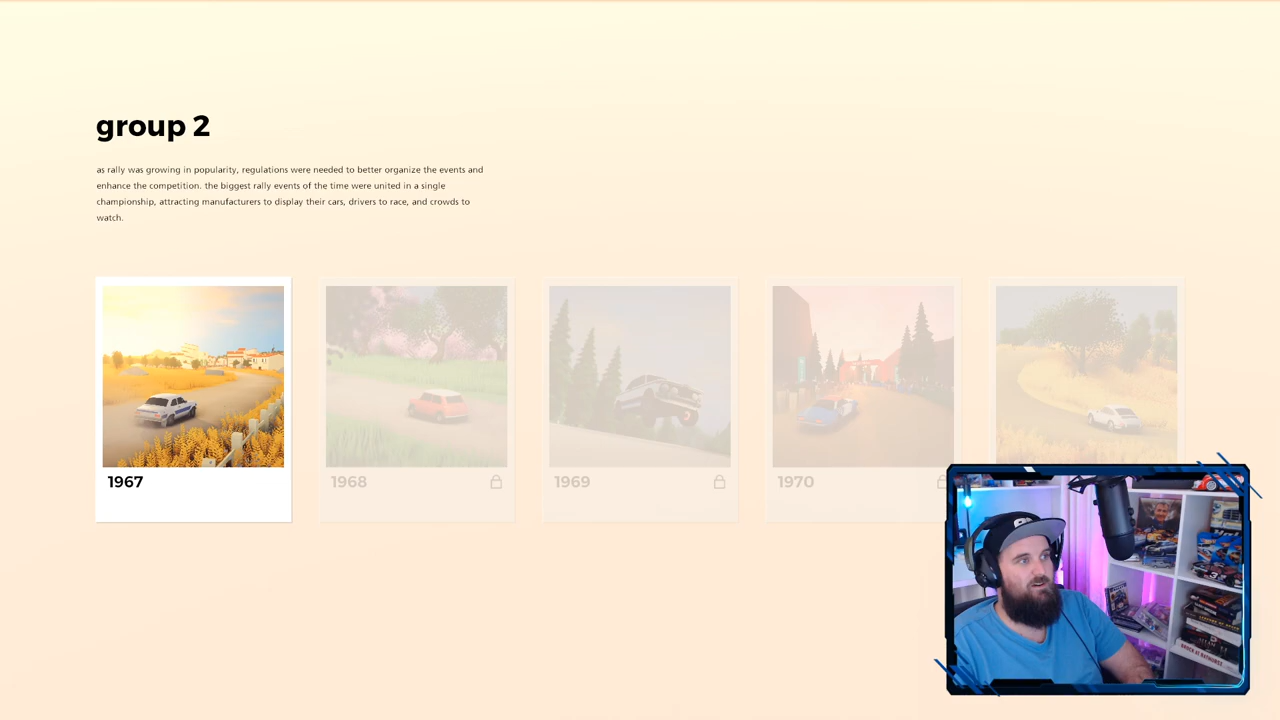 group 2
as rally was growing in popularity, regulations were needed to better organize the events and
enhance the competition. the biggest rally events of the time were united in a single
championship, attracting manufacturers to display their cars, drivers to race, and crowds to
watch.
1967
1968
1969
1970